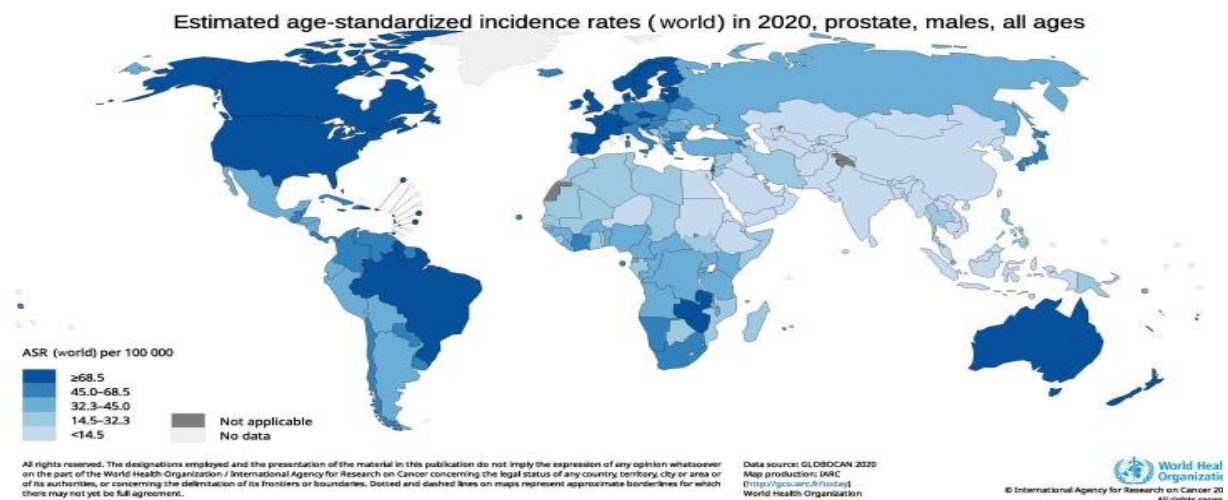 Estimated age-standardized incidence rates (world) in 2020, prostate, males, all ages
ASR (world) per 100 000
≥68.5
45.0–68.5
32.3–45.0
14.5–32.3
<14.5
Not applicable
No data
All rights reserved. The designations employed and the presentation of the material in this publication do not imply the expression of any opinion whatsoever
on the part of the World Health Organization / International Agency for Research on Cancer concerning the legal status of any country, territory, city or area or
of its authorities, or concerning the delimitation of its frontiers or boundaries. Dotted and dashed lines on maps represent approximate borderlines for which
there may not yet be full agreement.
Data source: GLOBOCAN 2020
Map production: IARC
(http://gco.iarc.fr/today)
World Health Organization
World Heal
Organizatio
© International Agency for Research on Cancer 20
All rights